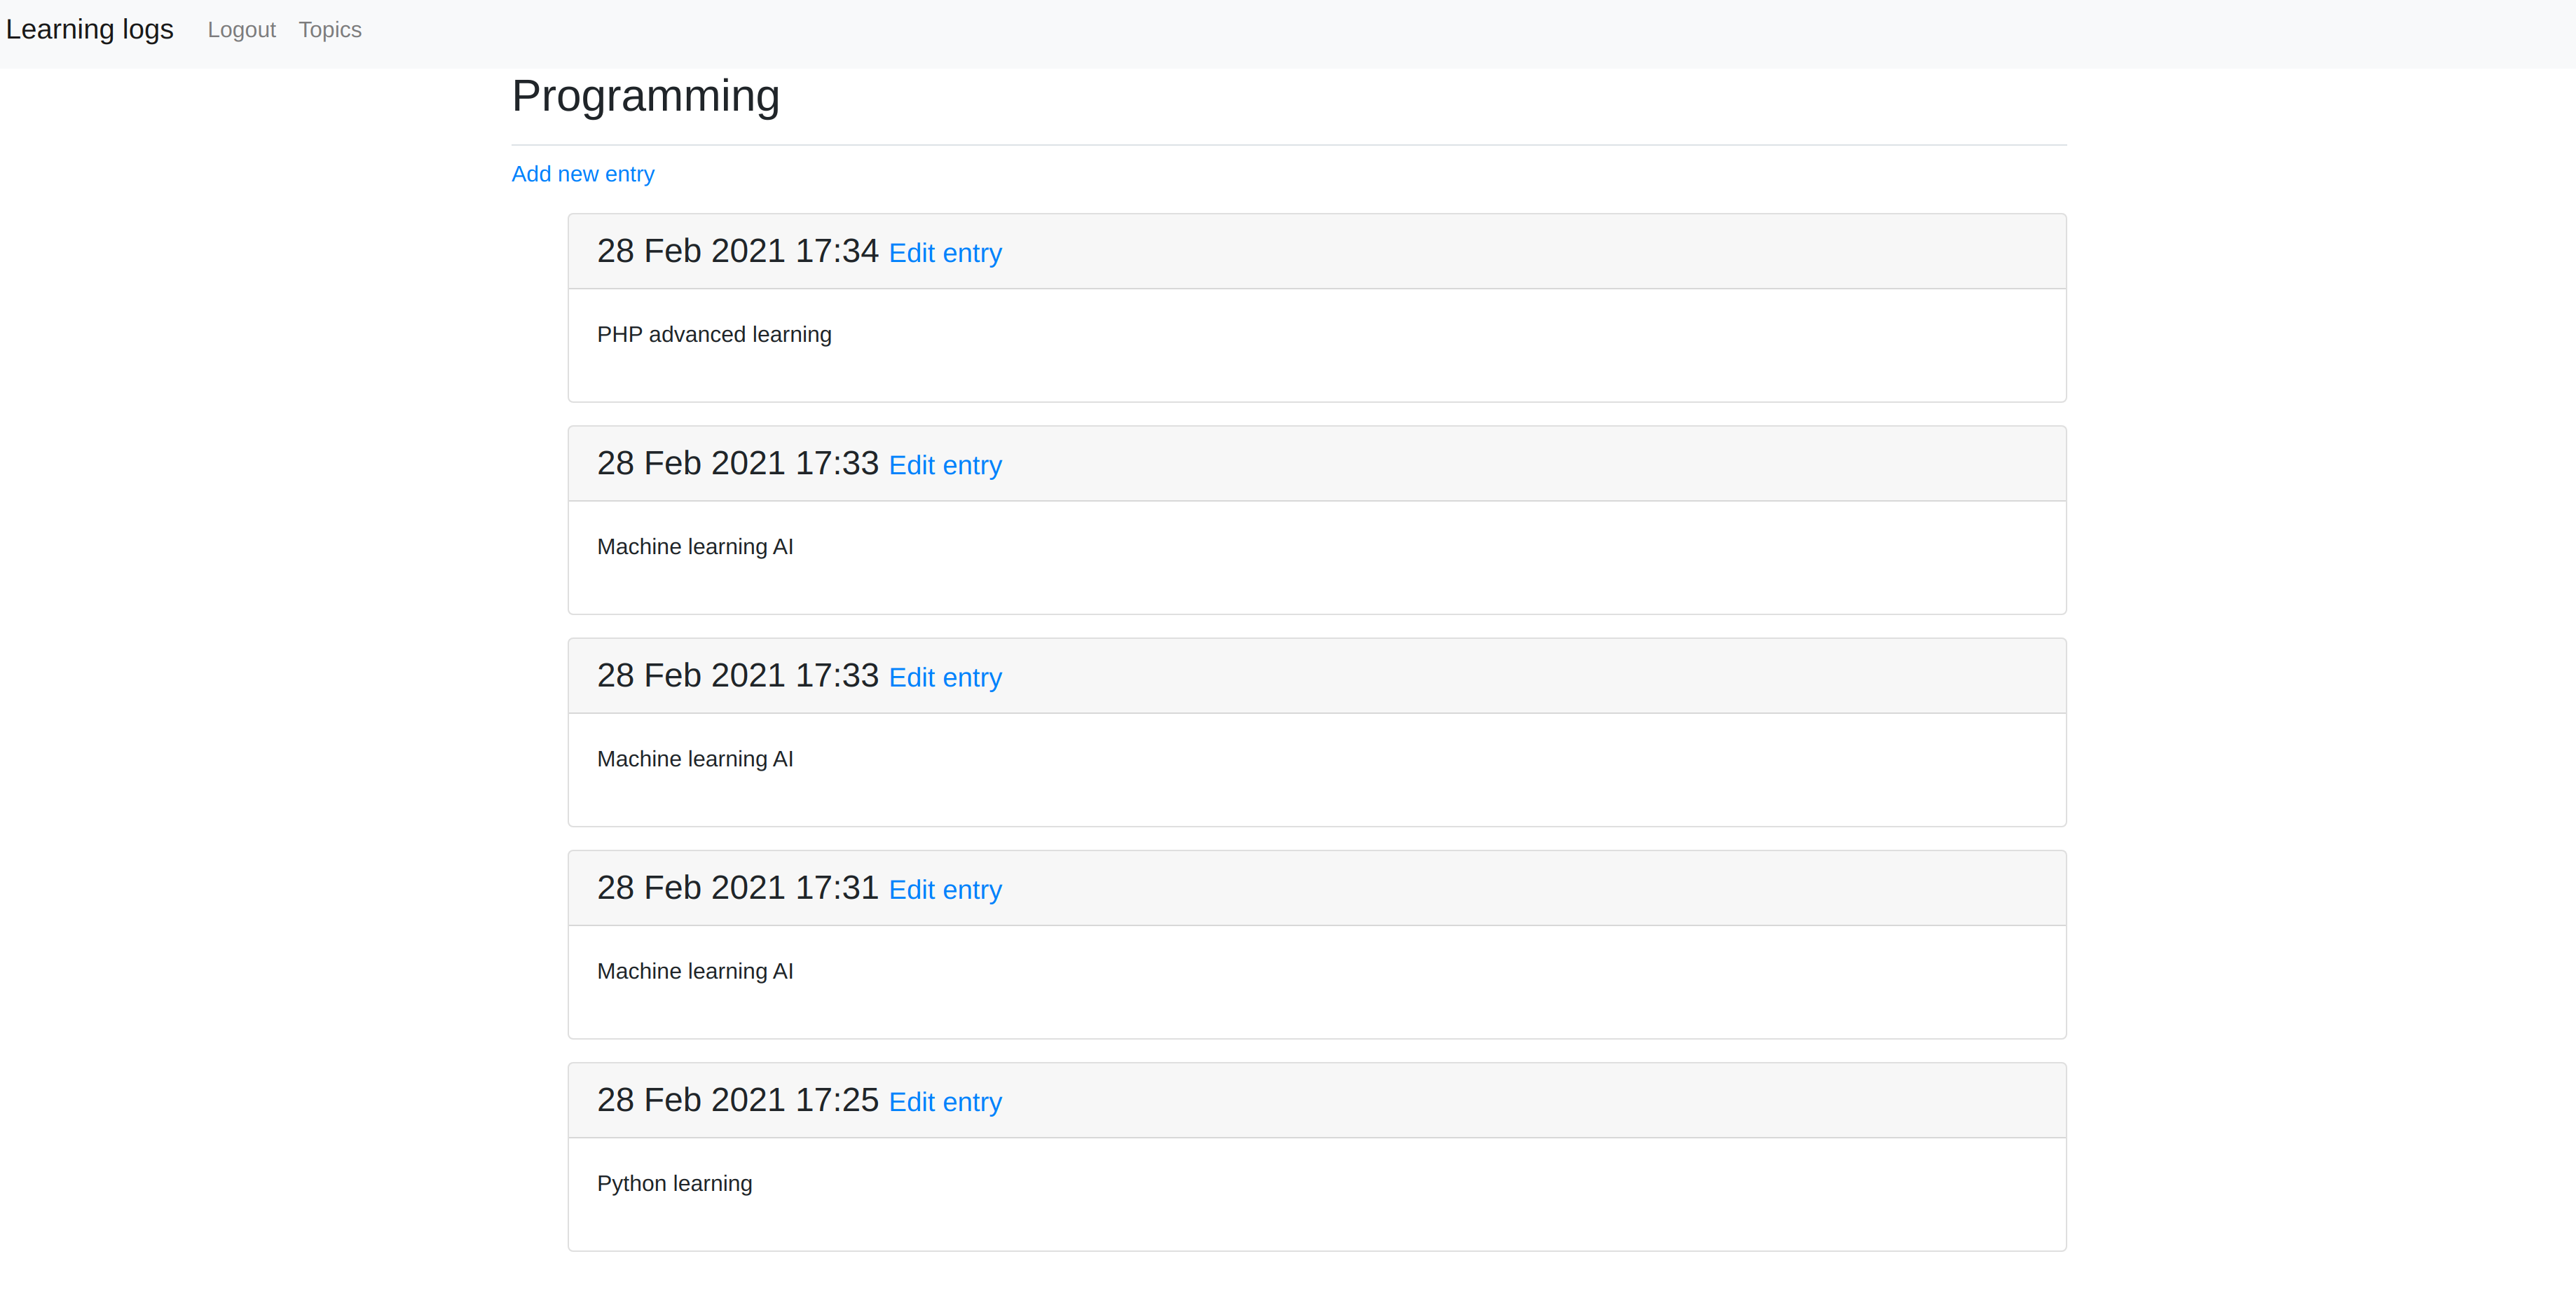 Learning logs Logout Topics
Programming
Add new entry
28 Feb 2021 17:34 Edit entry
PHP advanced learning
28 Feb 2021 17:33 Edit entry
Machine learning AI
28 Feb 2021 17:33 Edit entry
Machine learning AI
28 Feb 2021 17:31 Edit entry
Machine learning AI
28 Feb 2021 17:25 Edit entry
Python learning